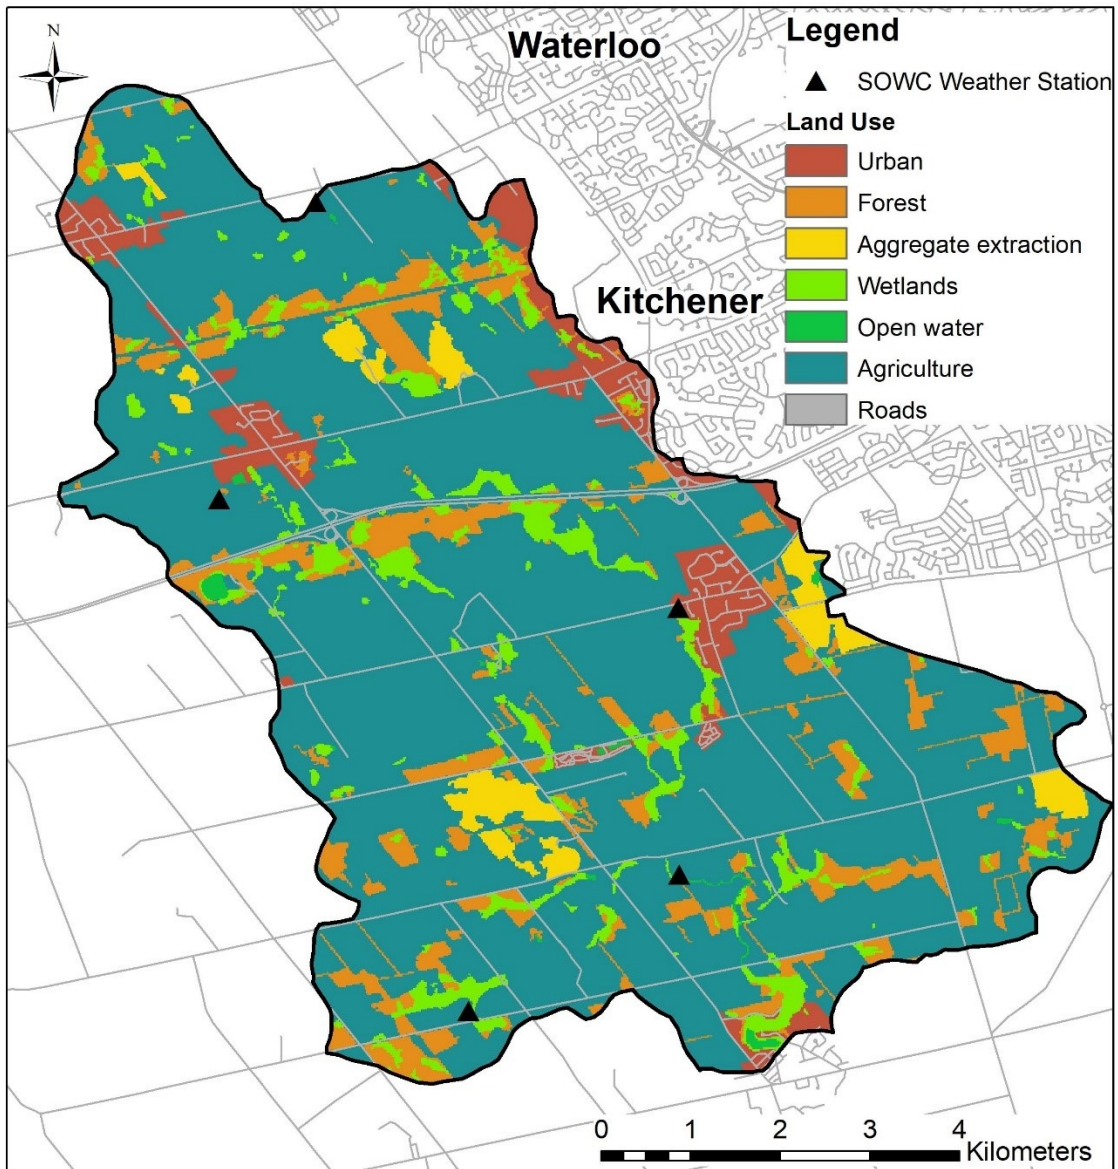 N
Waterloo
Kitchener
Legend
SOWC Weather Station
Land Use
Urban
Forest
Aggregate extraction
Wetlands
Open water
Agriculture
Roads
0 1 2 3 4
Kilometers